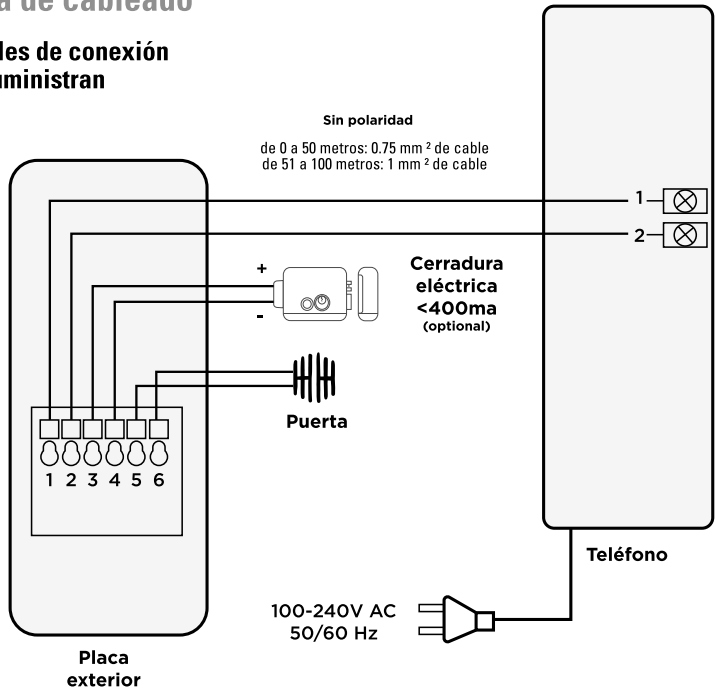 de cableado
de conexión
Sin polaridad
de 0 a 50 metros: 0.75 mm ² de cable
de 51 a 100 metros: 1 mm ² de cable
1
2
+
-
Cerradura
eléctrica
<400ma
(optional)
Puerta
1 2 3 4 5 6
Teléfono
100-240V AC
50/60 Hz
Placa
exterior